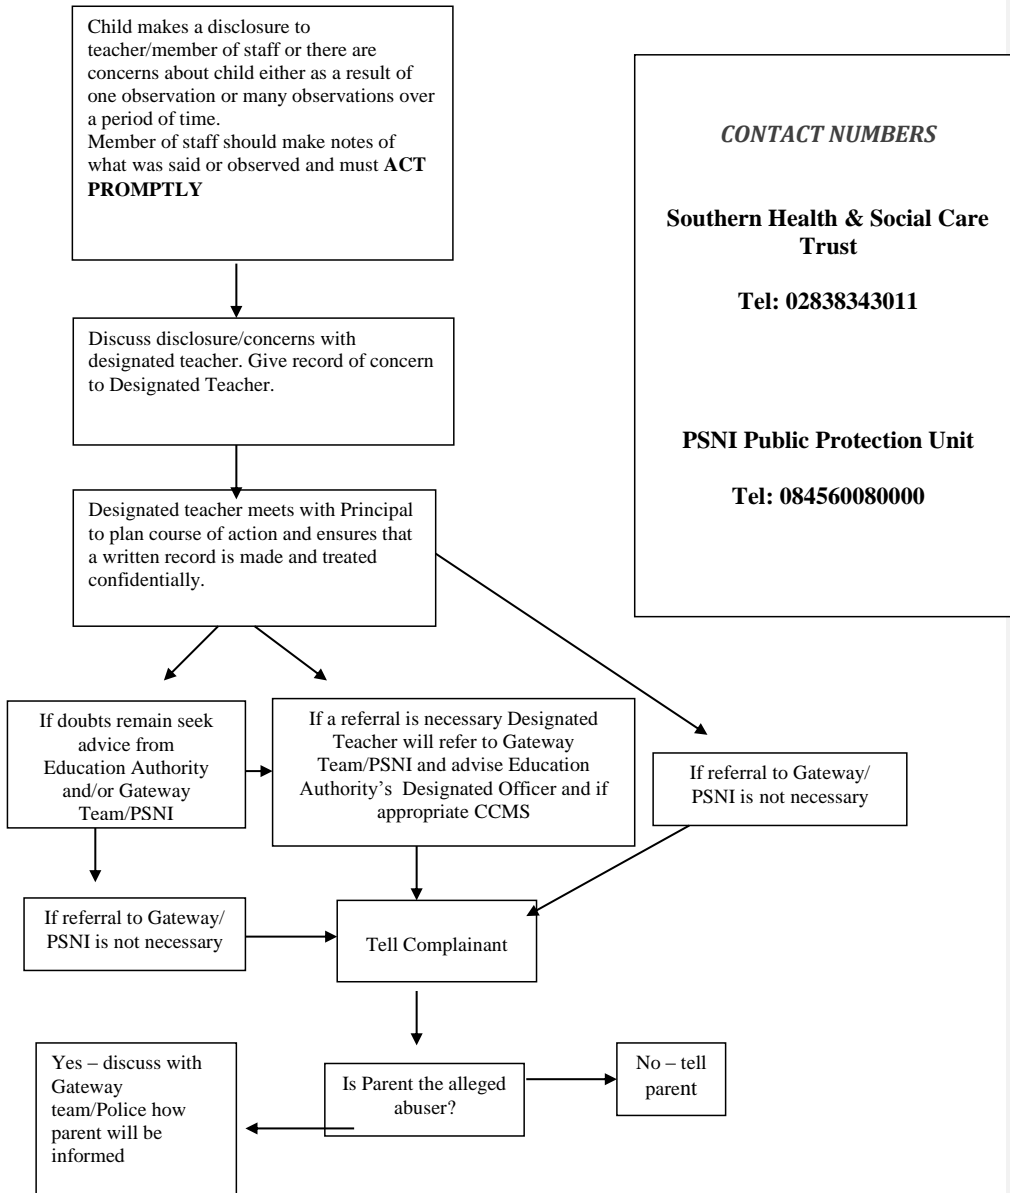 Child makes a disclosure to
teacher/member of staff or there are
concerns about child either as a result of
one observation or many observations over
a period of time.
Member of staff should make notes of
what was said or observed and must ACT
PROMPTLY
CONTACT NUMBERS
Southern Health & Social Care
Trust
Tel: 02838343011
PSNI Public Protection Unit
Tel: 084560080000
Discuss disclosure/concerns with
designated teacher. Give record of concern
to Designated Teacher.
Designated teacher meets with Principal
to plan course of action and ensures that
a written record is made and treated
confidentially.
If doubts remain seek
advice from
Education Authority
and/or Gateway
Team/PSNI
If a referral is necessary Designated
Teacher will refer to Gateway
Team/PSNI and advise Education
Authority's Designated Officer and if
appropriate CCMS
If referral to Gateway/
PSNI is not necessary
If referral to Gateway/
PSNI is not necessary
Tell Complainant
Is Parent the alleged
abuser?
Yes – discuss with
Gateway
team/Police how
parent will be
informed
No – tell
parent